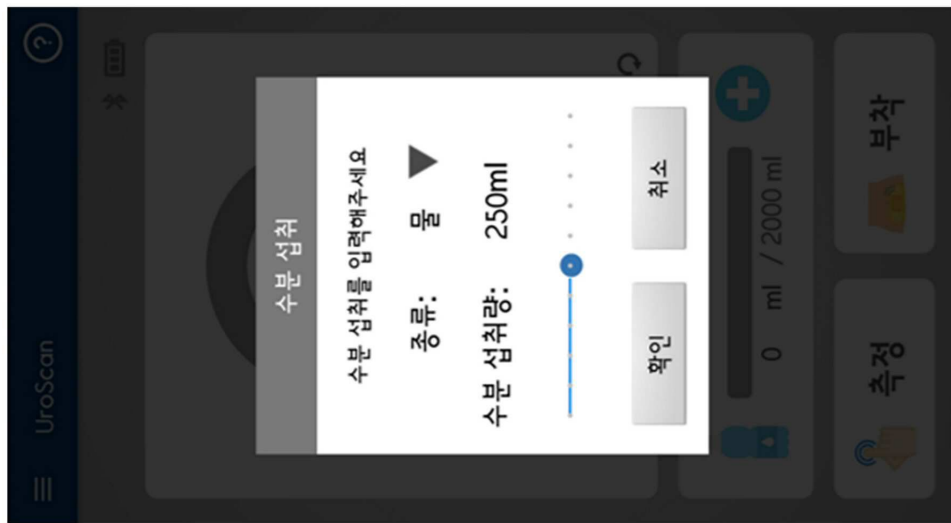 UroScan
?
수분 섭취
수분 섭취를 입력해주세요
종류: 물
수분 섭취량: 250ml
확인 취소
0 ml / 2000 ml
측정 부착